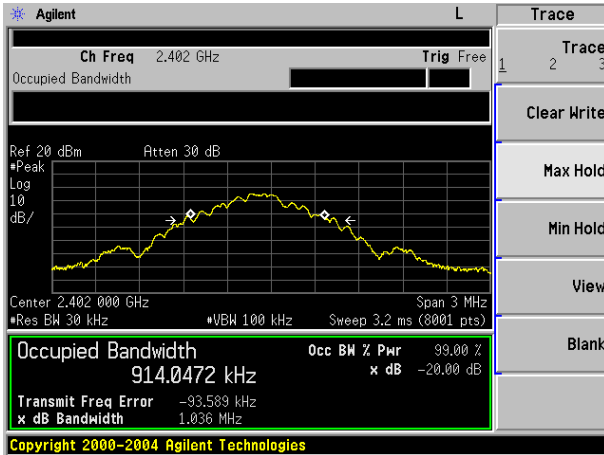 Agilent L Trace
Ch Freq 2.402 GHz Trig Free
Occupied Bandwidth
Trace
1 2 3
Clear Write
Max Hold
Min Hold
View
Blank
Ref 20 dBm Atten 30 dB
#Peak
Log
10
dB/
Center 2.402 000 GHz Span 3 MHz
#Res BW 30 kHz #VBW 100 kHz Sweep 3.2 ms (8001 pts)
Occupied Bandwidth Occ BW % Pwr 99.00 %
914.0472 kHz x dB -20.00 dB
Transmit Freq Error -93.589 kHz
x dB Bandwidth 1.036 MHz
Copyright 2000-2004 Agilent Technologies